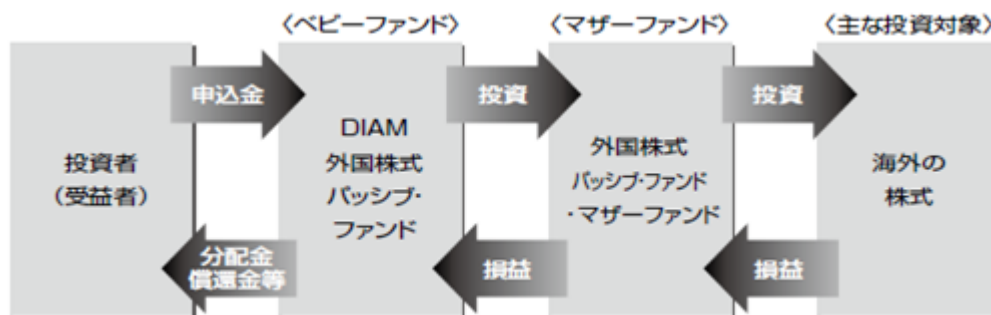 〈ベビーファンド〉
〈マザーファンド〉
〈主な投資対象〉
申込金
投資
投資
投資者
（受益者）
DIAM
外国株式
パッシブ・
ファンド
外国株式
パッシブ・ファンド
・マザーファンド
海外の
株式
分配金
償還金等
損益
損益